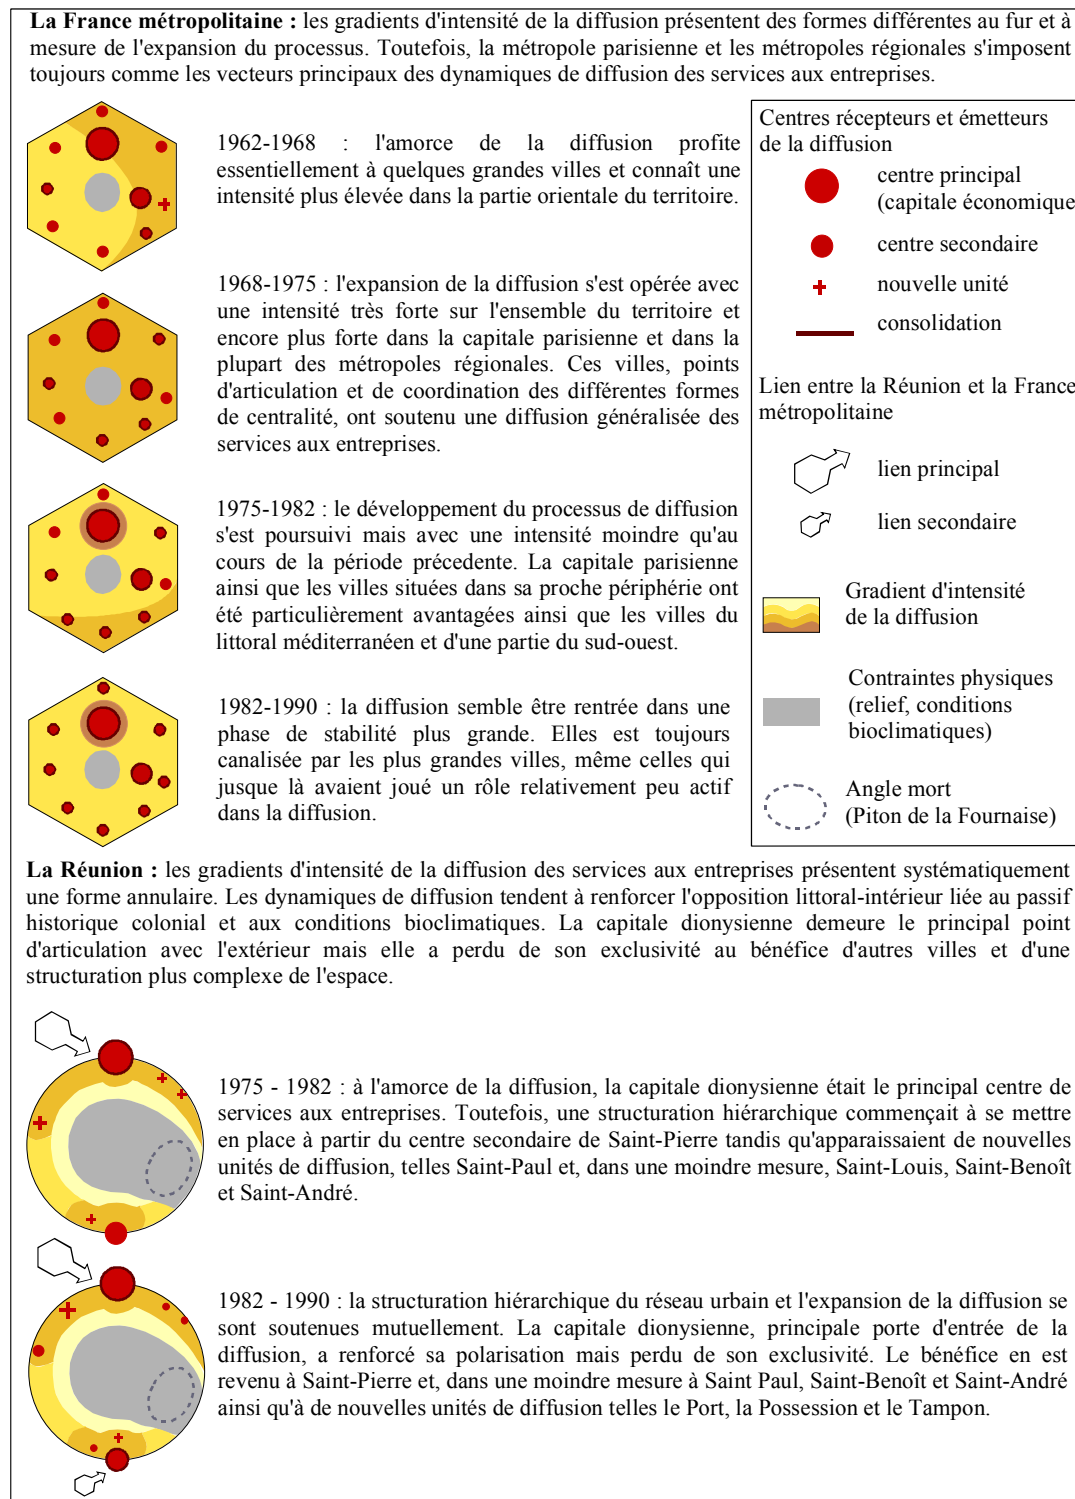 La France métropolitaine : les gradients d'intensité de la diffusion présentent des formes différentes au fur et à
mesure de l'expansion du processus. Toutefois, la métropole parisienne et les métropoles régionales s'imposent
toujours comme les vecteurs principaux des dynamiques de diffusion des services aux entreprises.
1962-1968 : l'amorce de la diffusion profite
essentiellement à quelques grandes villes et connaît une
intensité plus élevée dans la partie orientale du territoire.
1968-1975 : l'expansion de la diffusion s'est opérée avec
une intensité très forte sur l'ensemble du territoire et
encore plus forte dans la capitale parisienne et dans la
plupart des métropoles régionales. Ces villes, points
d'articulation et de coordination des différentes formes
de centralité, ont soutenu une diffusion généralisée des
services aux entreprises.
1975-1982 : le développement du processus de diffusion
s'est poursuivi mais avec une intensité moindre qu'au
cours de la période précedente. La capitale parisienne
ainsi que les villes situées dans sa proche périphérie ont
été particulièrement avantagées ainsi que les villes du
littoral méditerranéen et d'une partie du sud-ouest.
1982-1990 : la diffusion semble être rentrée dans une
phase de stabilité plus grande. Elles est toujours
canalisée par les plus grandes villes, même celles qui
jusque là avaient joué un rôle relativement peu actif
dans la diffusion.
Centres récepteurs et émetteurs
de la diffusion
centre principal
(capitale économique
centre secondaire
nouvelle unité
consolidation
Lien entre la Réunion et la France
métropolitaine
lien principal
lien secondaire
Gradient d'intensité
de la diffusion
Contraintes physiques
(relief, conditions
bioclimatiques)
Angle mort
(Piton de la Fournaise)
La Réunion : les gradients d'intensité de la diffusion des services aux entreprises présentent systématiquement
une forme annulaire. Les dynamiques de diffusion tendent à renforcer l'opposition littoral-intérieur liée au passif
historique colonial et aux conditions bioclimatiques. La capitale dionysienne demeure le principal point
d'articulation avec l'extérieur mais elle a perdu de son exclusivité au bénéfice d'autres villes et d'une
structuration plus complexe de l'espace.
1975 - 1982 : à l'amorce de la diffusion, la capitale dionysienne était le principal centre de
services aux entreprises. Toutefois, une structuration hiérarchique commençait à se mettre
en place à partir du centre secondaire de Saint-Pierre tandis qu'apparaissaient de nouvelles
unités de diffusion, telles Saint-Paul et, dans une moindre mesure, Saint-Louis, Saint-Benoît
et Saint-André.
1982 - 1990 : la structuration hiérarchique du réseau urbain et l'expansion de la diffusion se
sont soutenues mutuellement. La capitale dionysienne, principale porte d'entrée de la
diffusion, a renforcé sa polarisation mais perdu de son exclusivité. Le bénéfice en est
revenu à Saint-Pierre et, dans une moindre mesure à Saint Paul, Saint-Benoît et Saint-André
ainsi qu'à de nouvelles unités de diffusion telles le Port, la Possession et le Tampon.